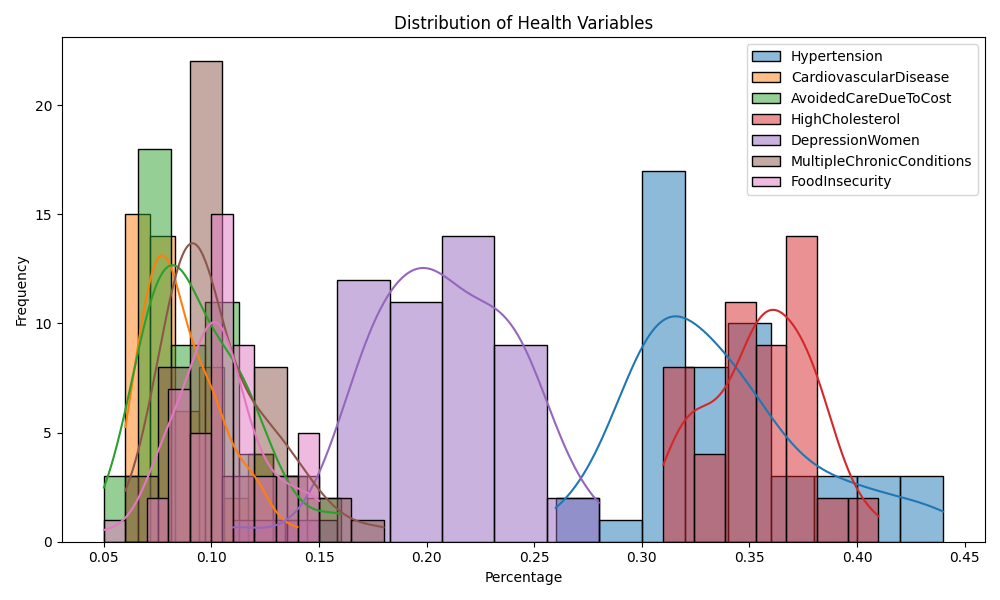 Distribution of Health Variables
Hypertension
CardiovascularDisease
AvoidedCareDueToCost
HighCholesterol
DepressionWomen
MultipleChronicConditions
FoodInsecurity
Frequency
20
15
10
5
0
0.05 0.10 0.15 0.20 0.25 0.30 0.35 0.40 0.45
Percentage